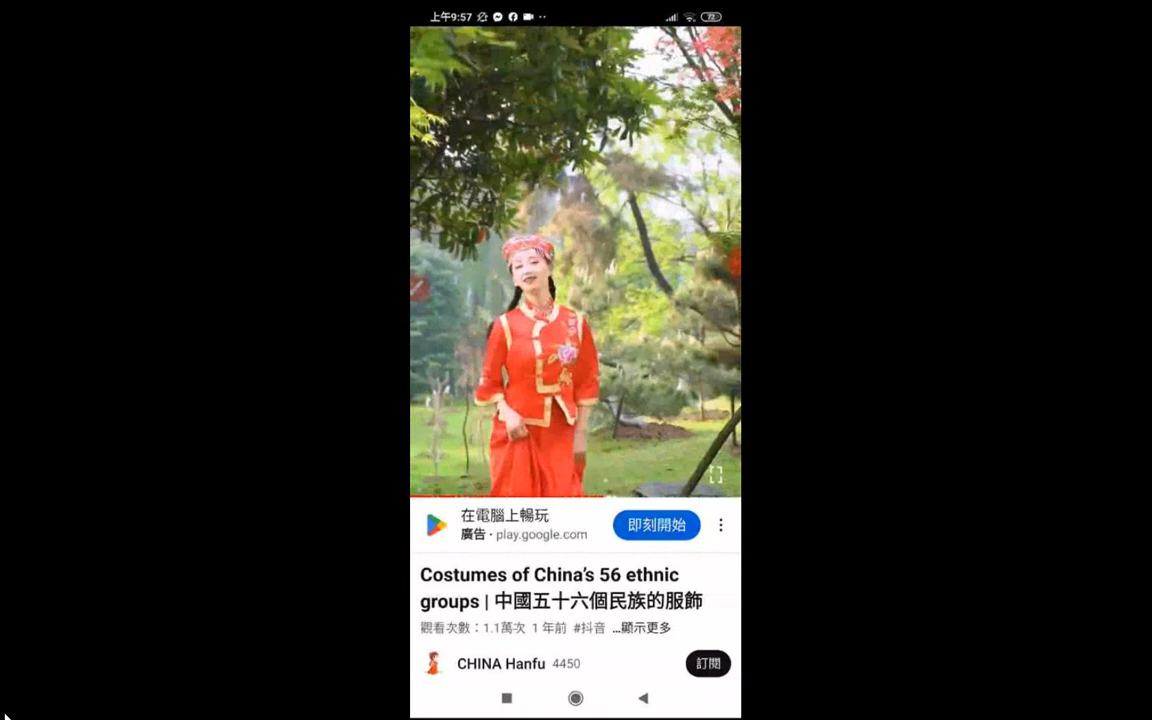 上午9:57
72
在電腦上暢玩
廣告 · play.google.com
即刻開始
Costumes of China's 56 ethnic
groups | 中國五十六個民族的服飾
觀看次數：1.1萬次 1 年前 #抖音 ...顯示更多
CHINA Hanfu 4450
訂閱